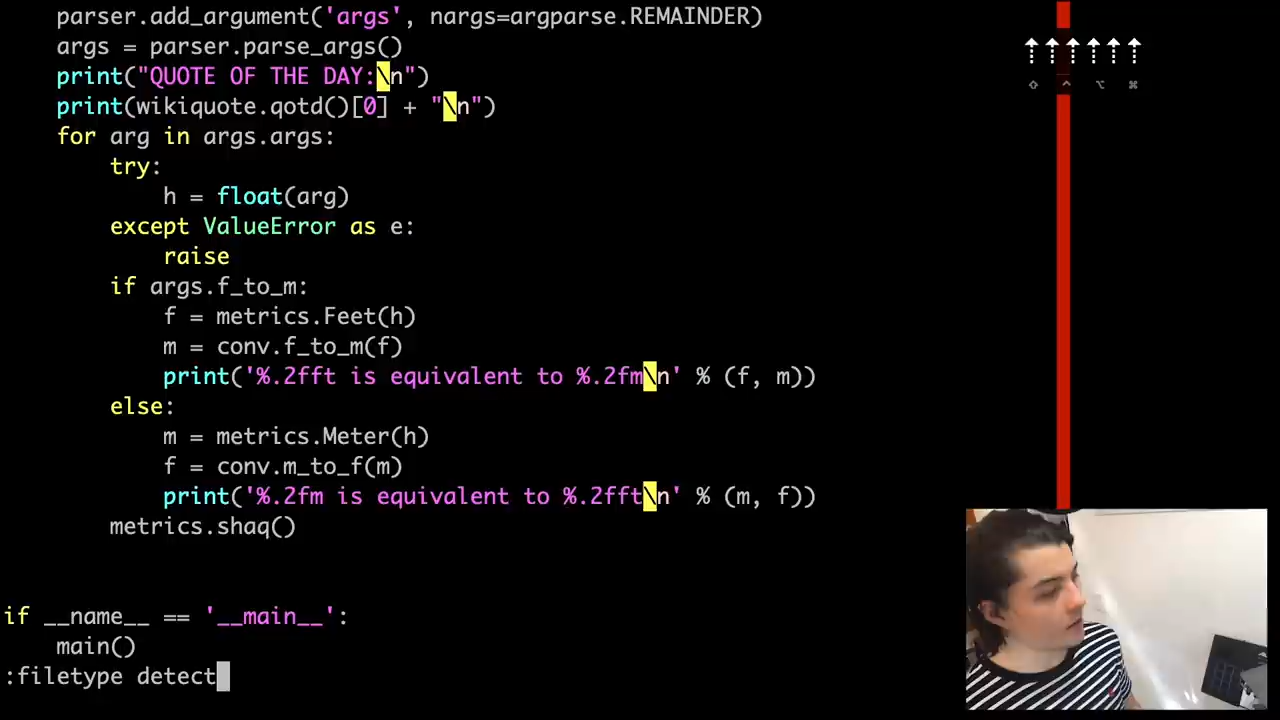 parser.add_argument('args', nargs=argparse.REMAINDER)
    args = parser.parse_args()
    print("QUOTE OF THE DAY:\n")
    print(wikiquote.qotd()[0] + "\n")
    for arg in args.args:
        try:
            h = float(arg)
        except ValueError as e:
            raise
        if args.f_to_m:
            f = metrics.Feet(h)
            m = conv.f_to_m(f)
            print('%.2fft is equivalent to %.2fm\n' % (f, m))
        else:
            m = metrics.Meter(h)
            f = conv.m_to_f(m)
            print('%.2fm is equivalent to %.2fft\n' % (m, f))
        metrics.shaq()
if __name__ == '__main__':
    main()
:filetype detect